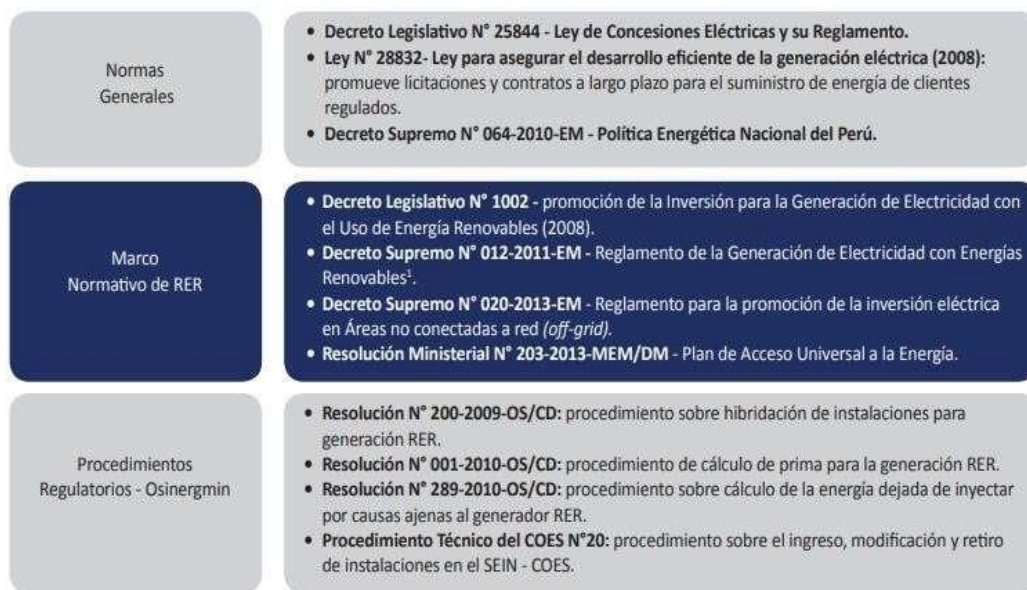 Normas
Generales
• Decreto Legislativo N° 25844 - Ley de Concesiones Eléctricas y su Reglamento.
• Ley N° 28832- Ley para asegurar el desarrollo eficiente de la generación eléctrica (2008):
promueve licitaciones y contratos a largo plazo para el suministro de energía de clientes
regulados.
• Decreto Supremo N° 064-2010-EM - Política Energética Nacional del Perú.
Marco
Normativo de RER
• Decreto Legislativo N° 1002 - promoción de la Inversión para la Generación de Electricidad con
el Uso de Energía Renovables (2008).
• Decreto Supremo N° 012-2011-EM - Reglamento de la Generación de Electricidad con Energías
Renovables¹.
• Decreto Supremo N° 020-2013-EM - Reglamento para la promoción de la inversión eléctrica
en Áreas no conectadas a red (off-grid).
• Resolución Ministerial N° 203-2013-MEM/DM - Plan de Acceso Universal a la Energía.
Procedimientos
Regulatorios - Osinergmin
• Resolución N° 200-2009-OS/CD: procedimiento sobre hibridación de instalaciones para
generación RER.
• Resolución N° 001-2010-OS/CD: procedimiento de cálculo de prima para la generación RER.
• Resolución N° 289-2010-OS/CD: procedimiento sobre cálculo de la energía dejada de inyectar
por causas ajenas al generador RER.
• Procedimiento Técnico del COES N°20: procedimiento sobre el ingreso, modificación y retiro
de instalaciones en el SEIN - COES.